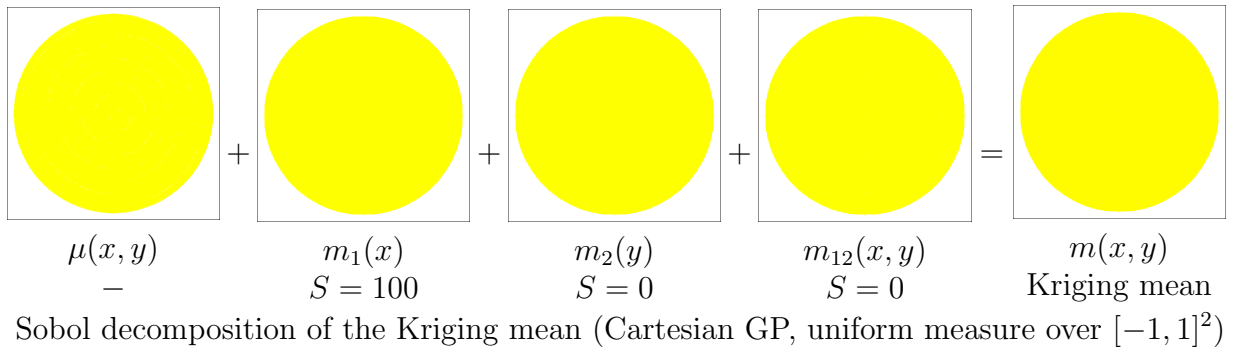 + + + =
μ(x, y) m₁(x) m₂(y) m₁₂(x, y) m(x, y)
− S = 100 S = 0 S = 0 Kriging mean
Sobol decomposition of the Kriging mean (Cartesian GP, uniform measure over [−1, 1]²)